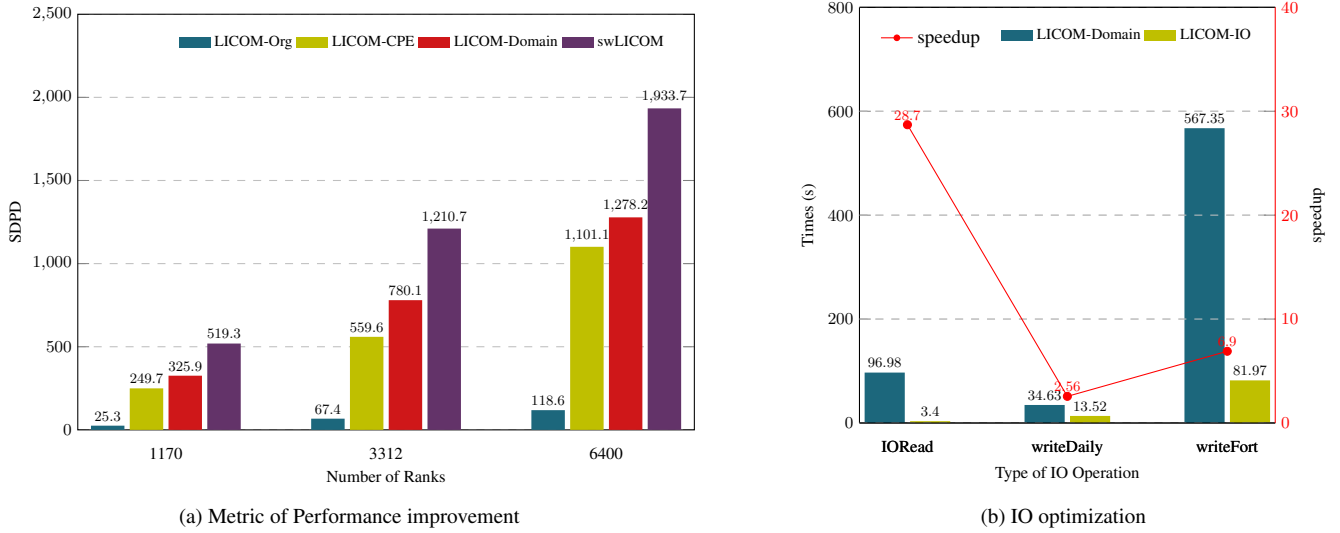 2,500
LICOM-Org LICOM-CPE LICOM-Domain swLICOM
2,000
1,500
1,000
500
0
SDPD
25.3 249.7 325.9 519.3
67.4 559.6 780.1 1,210.7
118.6 1,101.1 1,278.2 1,933.7
1170 3312 6400
Number of Ranks
(a) Metric of Performance improvement
800
600
400
200
0
Times (s)
speedup LICOM-Domain LICOM-IO
28.7 2.56 6.9
96.98 3.4
34.63 13.52
567.35 81.97
40
30
20
10
0
speedup
IORead writeDaily writeFort
Type of IO Operation
(b) IO optimization